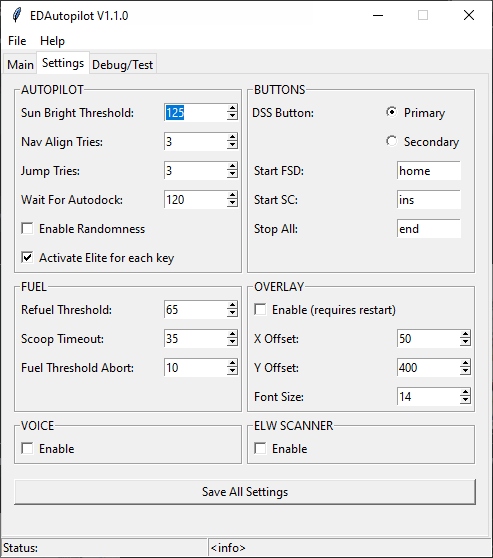 EDAutopilot V1.1.0
File Help
Main Settings Debug/Test
AUTOPILOT
Sun Bright Threshold: 125
Nav Align Tries: 3
Jump Tries: 3
Wait For Autodock: 120
Enable Randomness
Activate Elite for each key
BUTTONS
DSS Button: Primary
Secondary
Start FSD: home
Start SC: ins
Stop All: end
FUEL
Refuel Threshold: 65
Scoop Timeout: 35
Fuel Threshold Abort: 10
OVERLAY
Enable (requires restart)
X Offset: 50
Y Offset: 400
Font Size: 14
VOICE
Enable
ELW SCANNER
Enable
Save All Settings
Status: <info>